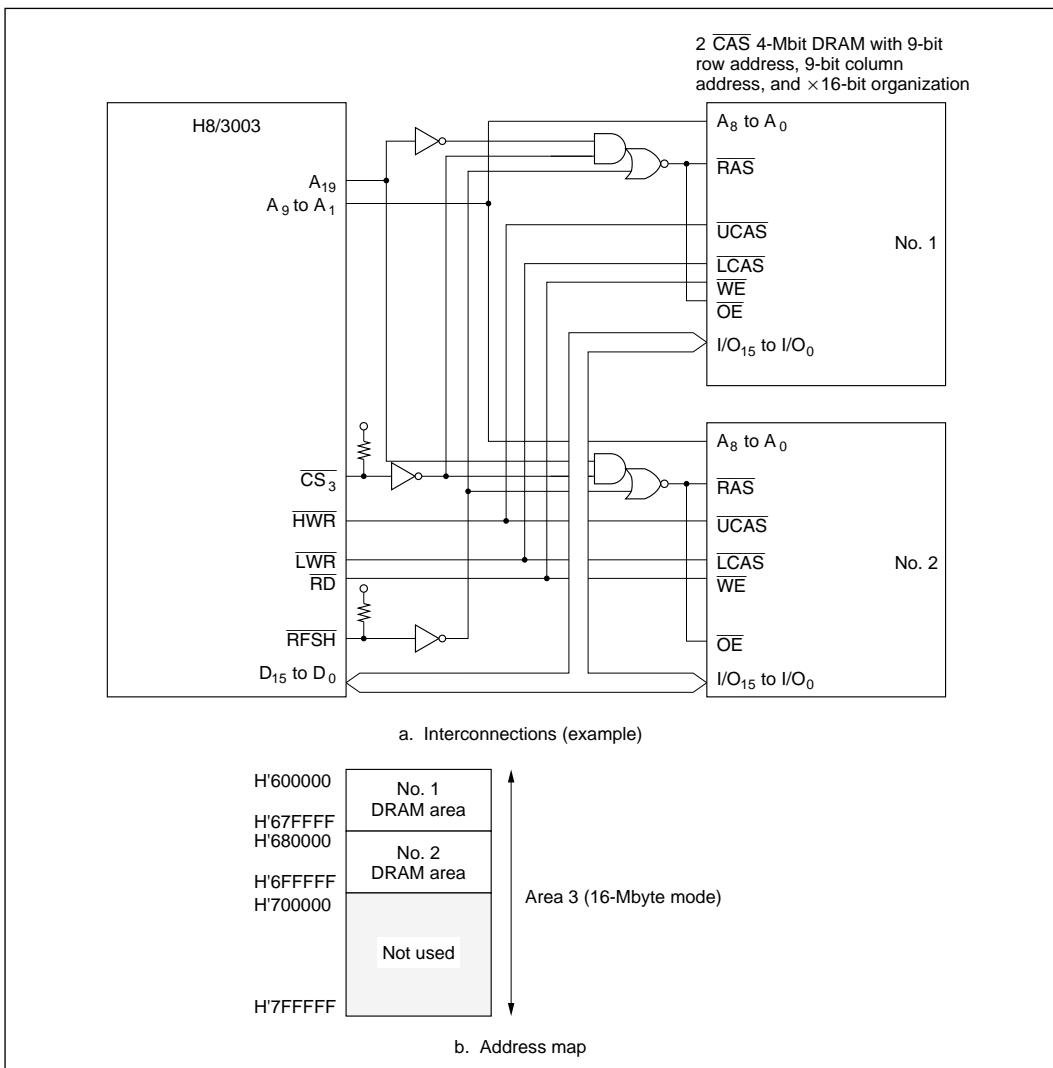 2 CAS 4-Mbit DRAM with 9-bit
row address, 9-bit column
address, and ×16-bit organization
H8/3003
A19
A9 to A1
CS3
HWR
LWR
RD
RFSH
D15 to D0
A8 to A0
RAS
UCAS
No. 1
LCAS
WE
OE
I/O15 to I/O0
A8 to A0
RAS
UCAS
No. 2
LCAS
WE
OE
I/O15 to I/O0
a. Interconnections (example)
H'600000
No. 1
DRAM area
H'67FFFF
H'680000
No. 2
DRAM area
H'6FFFFF
H'700000
Area 3 (16-Mbyte mode)
Not used
H'7FFFFF
b. Address map